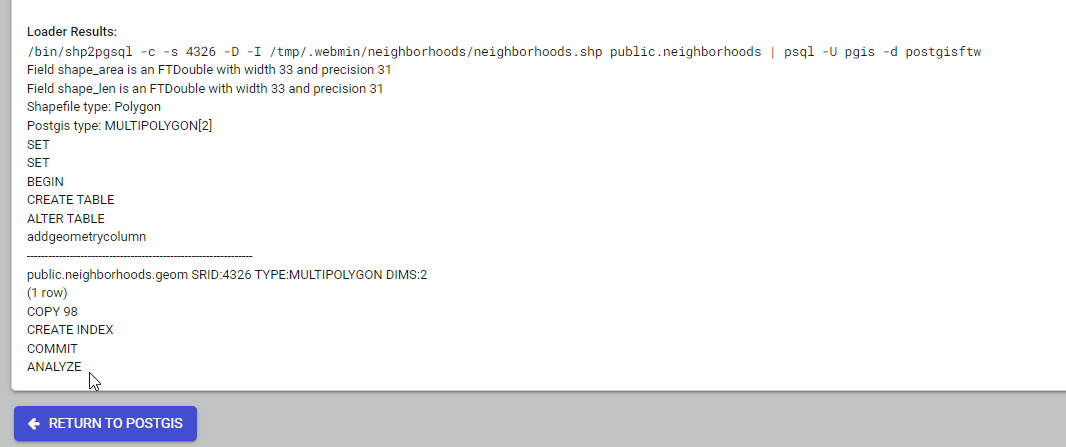 Loader Results:
/bin/shp2pgsql -c -s 4326 -D -I /tmp/.webmin/neighborhoods/neighborhoods.shp public.neighborhoods | psql -U pgis -d postgisftw
Field shape_area is an FTDouble with width 33 and precision 31
Field shape_len is an FTDouble with width 33 and precision 31
Shapefile type: Polygon
Postgis type: MULTIPOLYGON[2]
SET
SET
BEGIN
CREATE TABLE
ALTER TABLE
addgeometrycolumn
---------------------------------------------------------------
public.neighborhoods.geom SRID:4326 TYPE:MULTIPOLYGON DIMS:2
(1 row)
COPY 98
CREATE INDEX
COMMIT
ANALYZE
RETURN TO POSTGIS